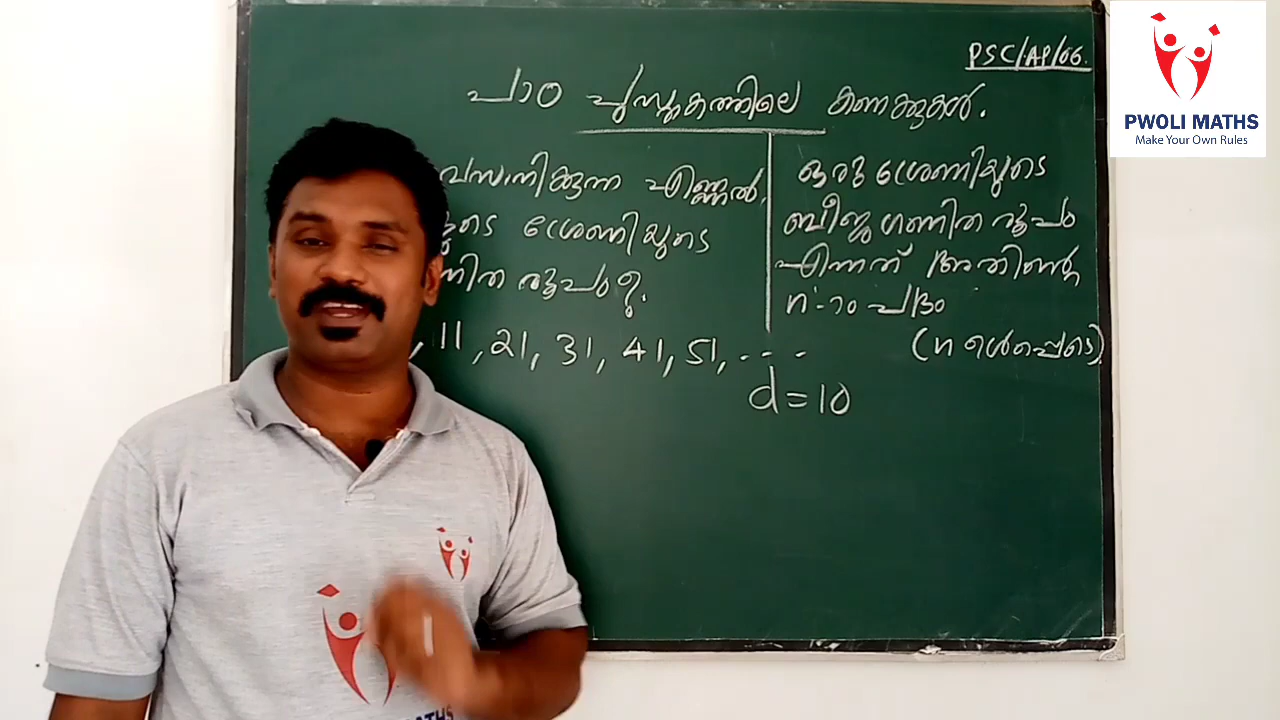 PSC/AP/06.
പാഠ പുസ്തകത്തിലെ കണക്കുകൾ.
വസാനിക്കുന്ന എണ്ണൽ
ടെ ശ്രേണിയുടെ
ണിത രൂപം?
, 11, 21, 31, 41, 51, . . .
d = 10
ഒരു ശ്രേണിയുടെ
ബീജഗണിത രൂപം
എന്നത് അതിന്റെ
n-ാം പദം
(n ഉൾപ്പെടെ).
PWOLI MATHS
Make Your Own Rules